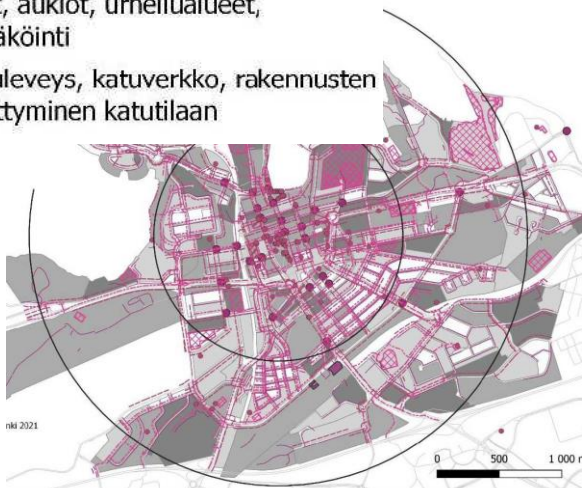 , aukiot, urheilualueet,
äköinti
uleveys, katuverkko, rakennusten
ttyminen katutilaan
nki 2021
0 500 1 000 m